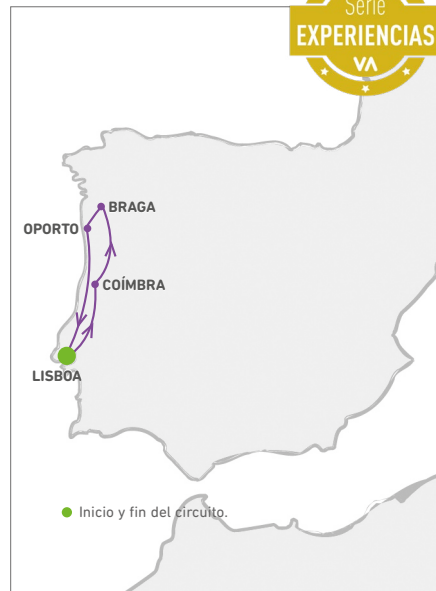 Serie
EXPERIENCIAS
VA
BRAGA
OPORTO
COÍMBRA
LISBOA
Inicio y fin del circuito.